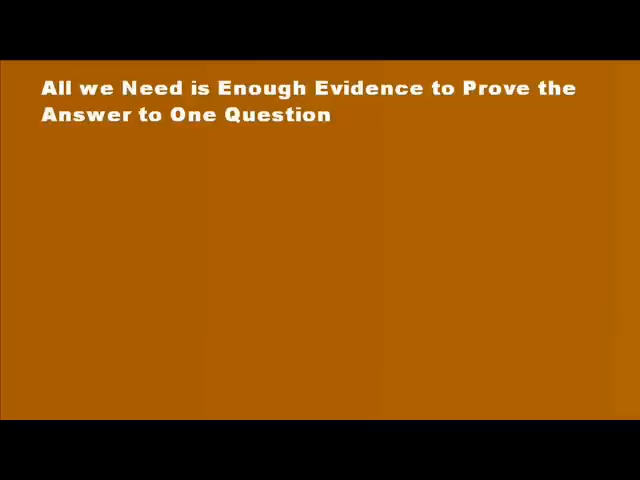 All we Need is Enough Evidence to Prove the
Answer to One Question